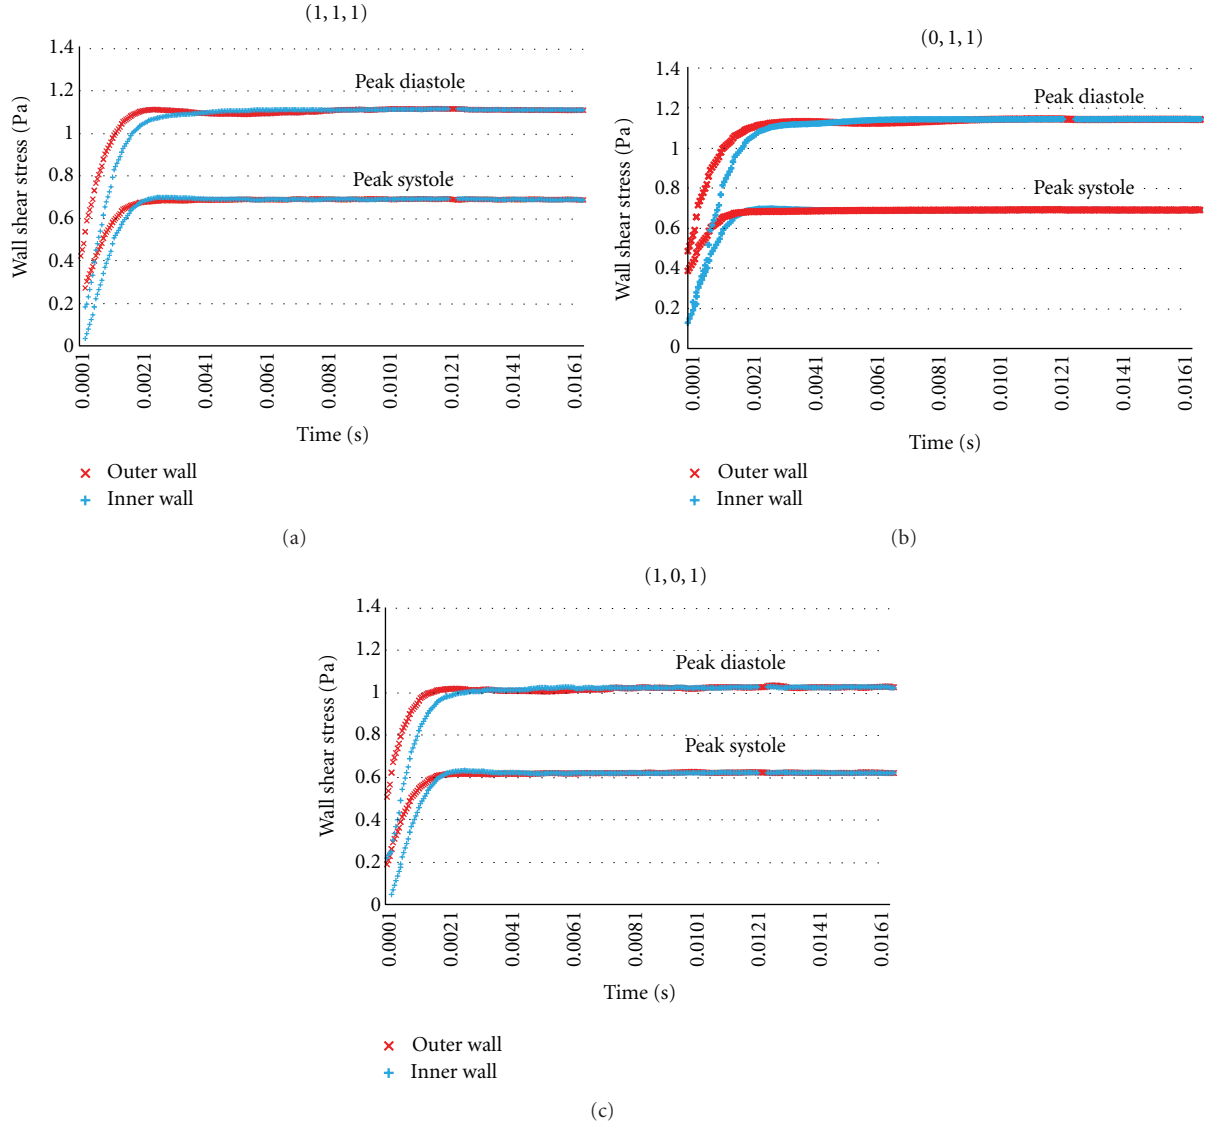 (1, 1, 1)
1.4
1.2
1
0.8
0.6
0.4
0.2
0
Wall shear stress (Pa)
Peak diastole
Peak systole
0.0001
0.0021
0.0041
0.0061
0.0081
0.0101
0.0121
0.0141
0.0161
Time (s)
Outer wall
Inner wall
(a)
(0, 1, 1)
1.4
1.2
1
0.8
0.6
0.4
0.2
0
Wall shear stress (Pa)
Peak diastole
Peak systole
0.0001
0.0021
0.0041
0.0061
0.0081
0.0101
0.0121
0.0141
0.0161
Time (s)
Outer wall
Inner wall
(b)
(1, 0, 1)
1.4
1.2
1
0.8
0.6
0.4
0.2
0
Wall shear stress (Pa)
Peak diastole
Peak systole
0.0001
0.0021
0.0041
0.0061
0.0081
0.0101
0.0121
0.0141
0.0161
Time (s)
Outer wall
Inner wall
(c)